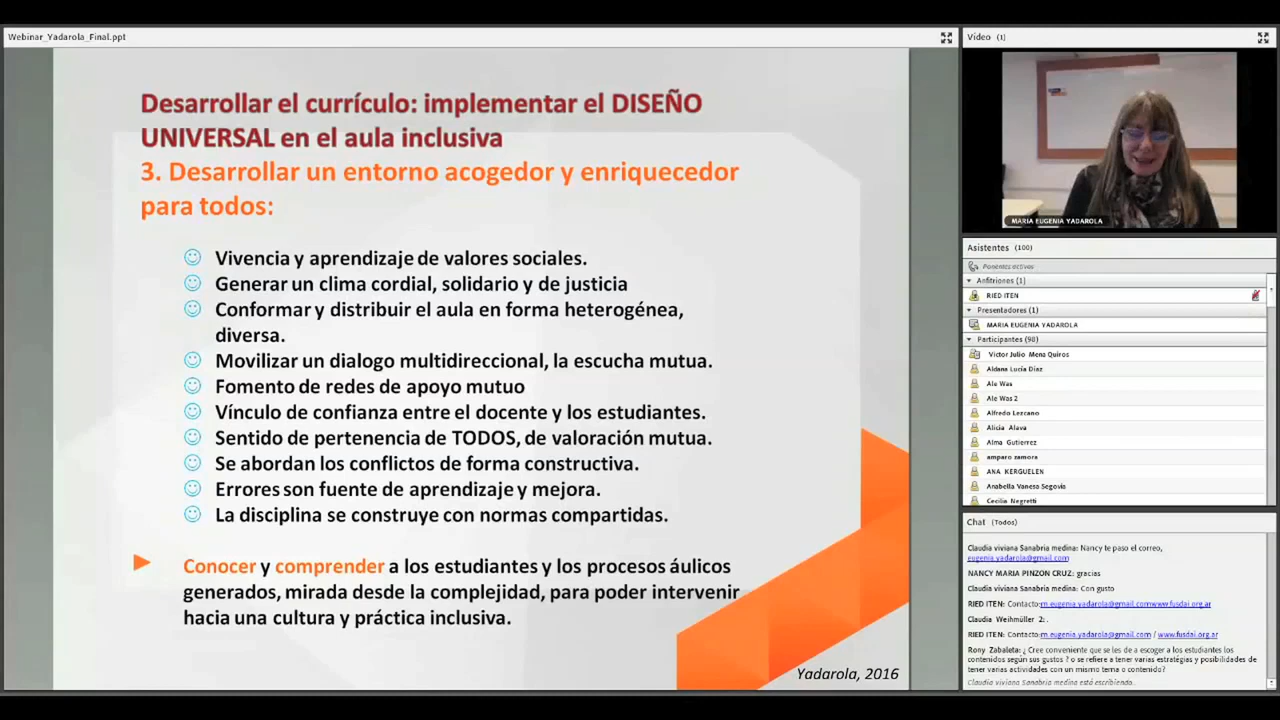 Webinar_Yadarola_Final.ppt
Desarrollar el currículo: implementar el DISEÑO
UNIVERSAL en el aula inclusiva
3. Desarrollar un entorno acogedor y enriquecedor
para todos:
Vivencia y aprendizaje de valores sociales.
Generar un clima cordial, solidario y de justicia
Conformar y distribuir el aula en forma heterogénea,
diversa.
Movilizar un dialogo multidireccional, la escucha mutua.
Fomento de redes de apoyo mutuo
Vínculo de confianza entre el docente y los estudiantes.
Sentido de pertenencia de TODOS, de valoración mutua.
Se abordan los conflictos de forma constructiva.
Errores son fuente de aprendizaje y mejora.
La disciplina se construye con normas compartidas.
Conocer y comprender a los estudiantes y los procesos áulicos
generados, mirada desde la complejidad, para poder intervenir
hacia una cultura y práctica inclusiva.
Yadarola, 2016
Vídeo (1)
MARIA EUGENIA YADAROLA
Asistentes (100)
Ponentes activos
Anfitriones (1)
RIED ITEN
Presentadores (1)
MARIA EUGENIA YADAROLA
Participantes (98)
Victor Julio Mena Quiros
Aldana Lucía Díaz
Ale Was
Ale Was 2
Alfredo Lezcano
Alicia Alava
Alma Gutierrez
amparo zamora
ANA KERGUELEN
Anabella Vanesa Segovia
Cecilia Negretti
Chat (Todos)
Claudia viviana Sanabria medina: Nancy te paso el correo,
eugenia.yadarola@gmail.com
NANCY MARIA PINZON CRUZ: gracias
Claudia viviana Sanabria medina: Con gusto
RIED ITEN: Contacto:m.eugenia.yadarola@gmail.comwww.fusdai.org.ar
Claudia Weihmüller 2: .
RIED ITEN: Contacto:m.eugenia.yadarola@gmail.com / www.fusdai.org.ar
Rony Zabaleta: ¿ Cree conveniente que se les de a escoger a los estudiantes los
contenidos según sus gustos ? o se refiere a tener varias estrategias y posibilidades de
tener varias actividades con un mismo tema o contenido?
Claudia viviana Sanabria medina está escribiendo..